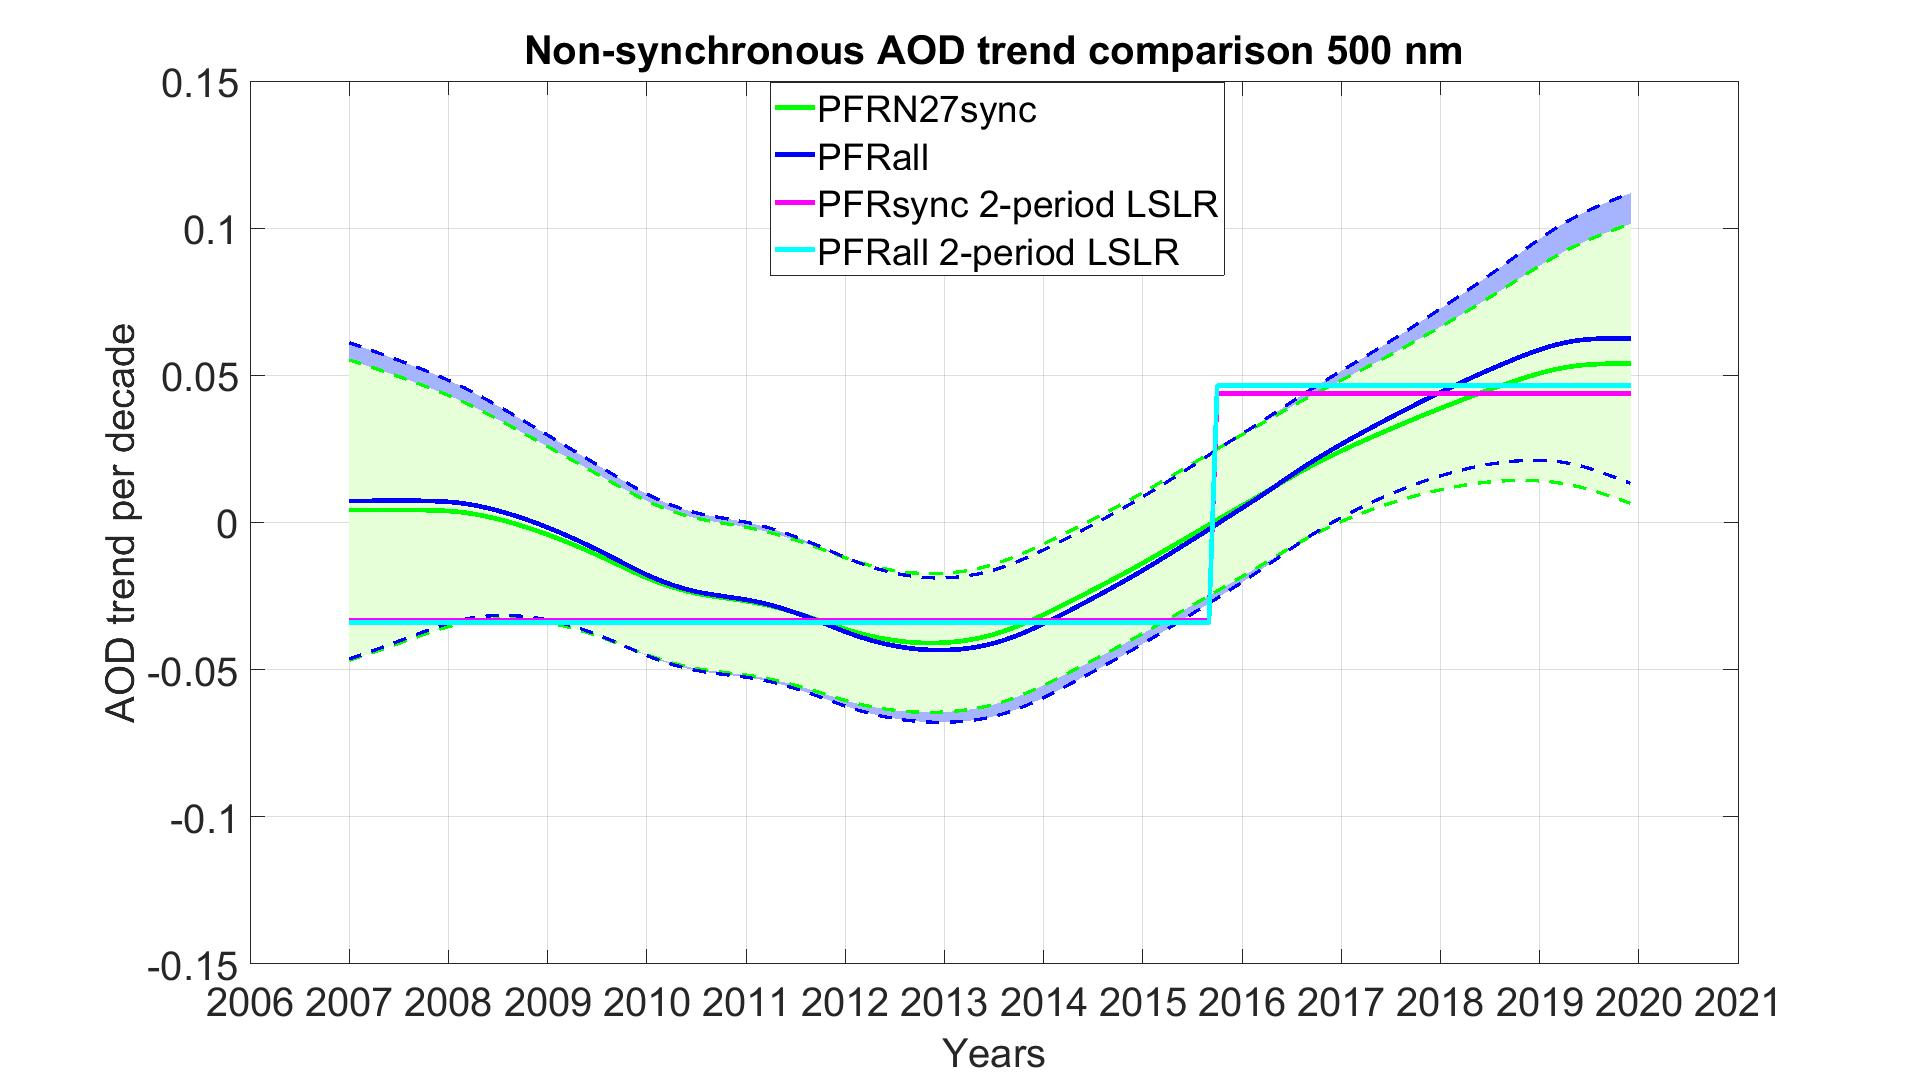 Non-synchronous AOD trend comparison 500 nm
PFRN27sync
PFRall
PFRsync 2-period LSLR
PFRall 2-period LSLR
AOD trend per decade
0.15
0.1
0.05
0
-0.05
-0.1
-0.15
2006 2007 2008 2009 2010 2011 2012 2013 2014 2015 2016 2017 2018 2019 2020 2021
Years